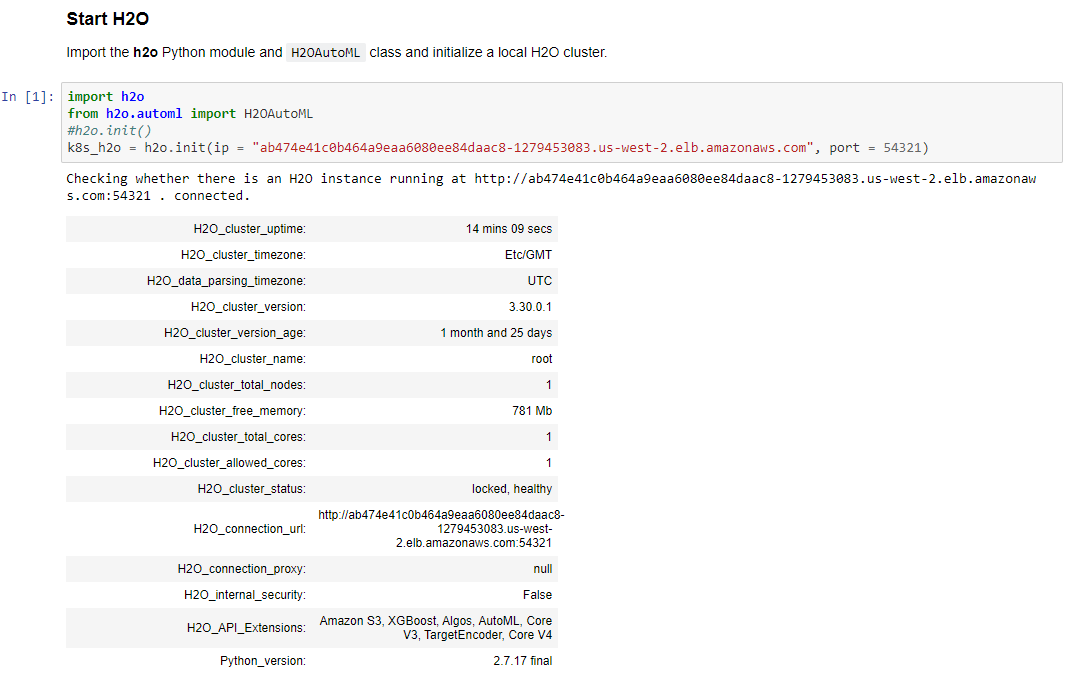 Start H2O
Import the h2o Python module and H2OAutoML class and initialize a local H2O cluster.
In [1]: import h2o
from h2o.automl import H2OAutoML
#h2o.init()
k8s_h2o = h2o.init(ip = "ab474e41c0b464a9eaa6080ee84daac8-1279453083.us-west-2.elb.amazonaws.com", port = 54321)
Checking whether there is an H2O instance running at http://ab474e41c0b464a9eaa6080ee84daac8-1279453083.us-west-2.elb.amazonaw
s.com:54321 . connected.
H2O_cluster_uptime: 14 mins 09 secs
H2O_cluster_timezone: Etc/GMT
H2O_data_parsing_timezone: UTC
H2O_cluster_version: 3.30.0.1
H2O_cluster_version_age: 1 month and 25 days
H2O_cluster_name: root
H2O_cluster_total_nodes: 1
H2O_cluster_free_memory: 781 Mb
H2O_cluster_total_cores: 1
H2O_cluster_allowed_cores: 1
H2O_cluster_status: locked, healthy
http://ab474e41c0b464a9eaa6080ee84daac8-
H2O_connection_url: 1279453083.us-west-
2.elb.amazonaws.com:54321
H2O_connection_proxy: null
H2O_internal_security: False
H2O_API_Extensions: Amazon S3, XGBoost, Algos, AutoML, Core
V3, TargetEncoder, Core V4
Python_version: 2.7.17 final